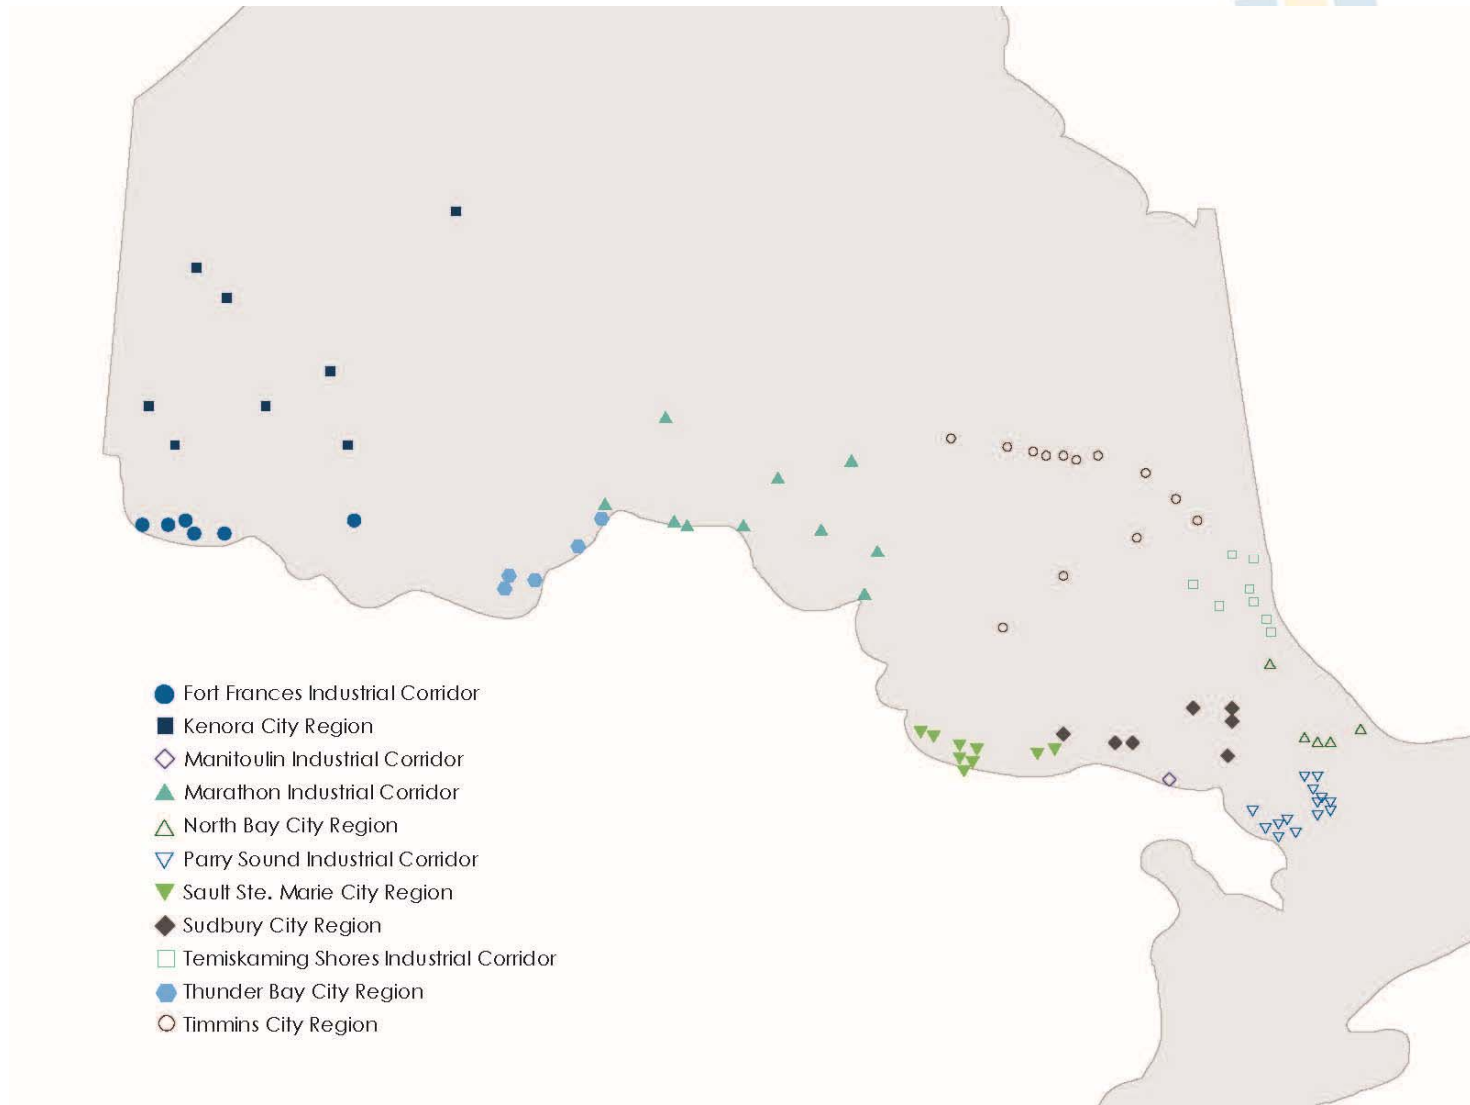 Fort Frances Industrial Corridor
Kenora City Region
Manitoulin Industrial Corridor
Marathon Industrial Corridor
North Bay City Region
Parry Sound Industrial Corridor
Sault Ste. Marie City Region
Sudbury City Region
Temiskaming Shores Industrial Corridor
Thunder Bay City Region
Timmins City Region